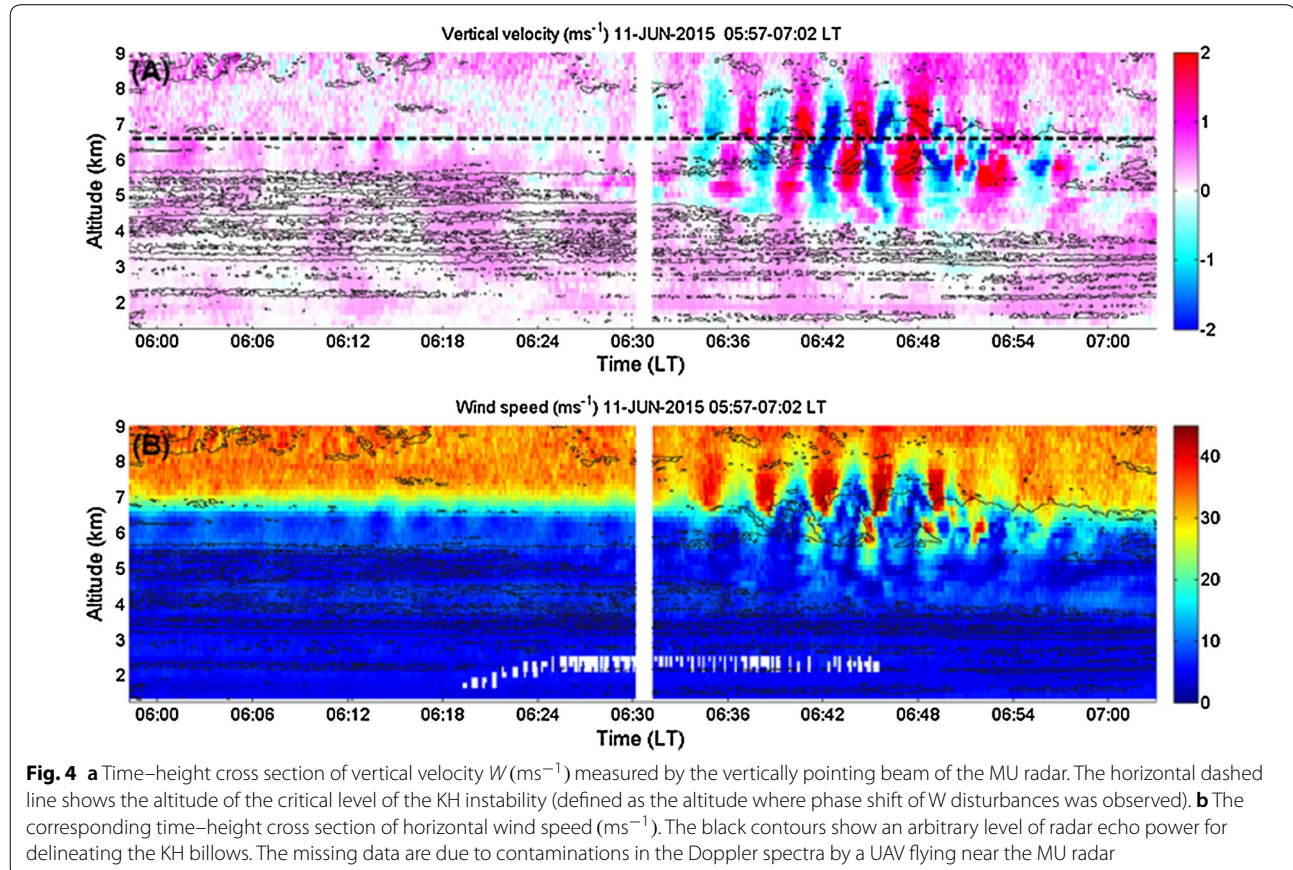 Vertical velocity (ms-1) 11-JUN-2015 05:57-07:02 LT
(A)
Altitude (km)
9
8
7
6
5
4
3
2
2
1
0
-1
-2
06:00 06:06 06:12 06:18 06:24 06:30 06:36 06:42 06:48 06:54 07:00
Time (LT)
Wind speed (ms-1) 11-JUN-2015 05:57-07:02 LT
(B)
Altitude (km)
9
8
7
6
5
4
3
2
40
30
20
10
0
06:00 06:06 06:12 06:18 06:24 06:30 06:36 06:42 06:48 06:54 07:00
Time (LT)
Fig. 4 a Time–height cross section of vertical velocity W (ms−1) measured by the vertically pointing beam of the MU radar. The horizontal dashed
line shows the altitude of the critical level of the KH instability (defined as the altitude where phase shift of W disturbances was observed). b The
corresponding time–height cross section of horizontal wind speed (ms−1). The black contours show an arbitrary level of radar echo power for
delineating the KH billows. The missing data are due to contaminations in the Doppler spectra by a UAV flying near the MU radar